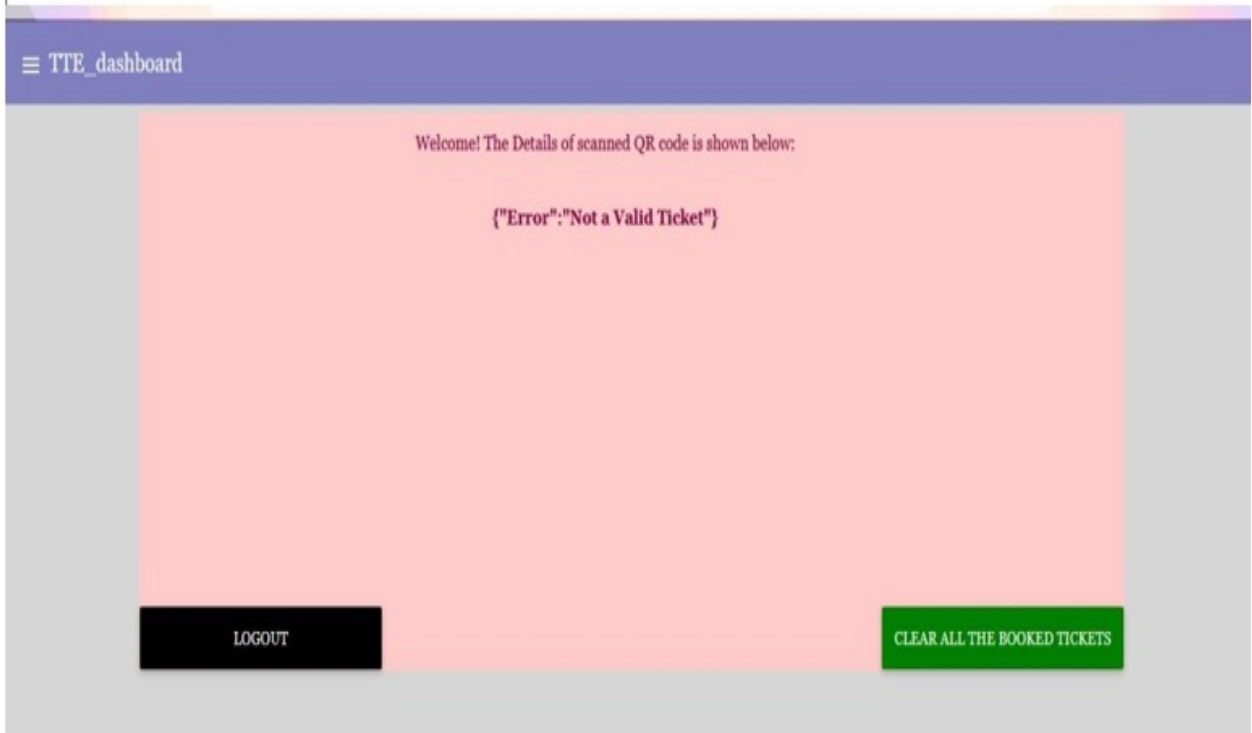 TTE_dashboard
Welcome! The Details of scanned QR code is shown below:
{"Error":"Not a Valid Ticket"}
LOGOUT
CLEAR ALL THE BOOKED TICKETS